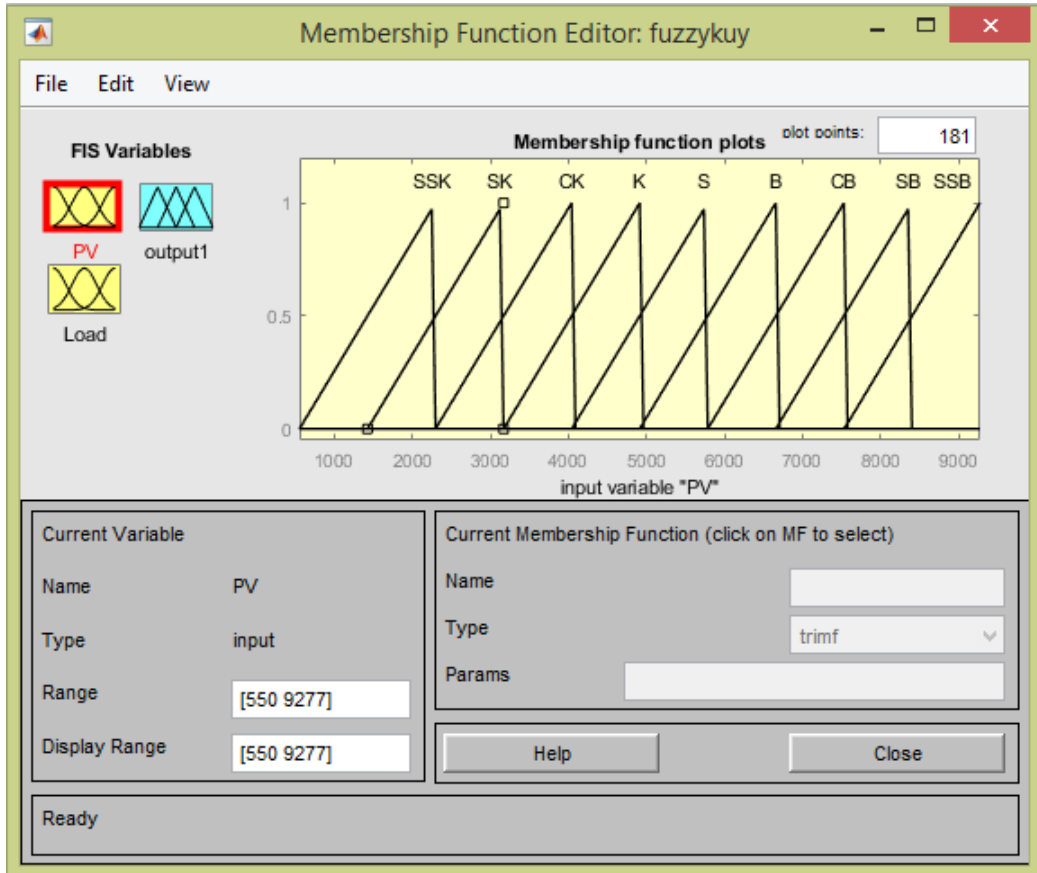 Membership Function Editor: fuzzykuy
File Edit View
FIS Variables
PV
output1
Load
Membership function plots
plot points:
181
SSK SK CK K S B CB SB SSB
1
0.5
0
1000 2000 3000 4000 5000 6000 7000 8000 9000
input variable "PV"
Current Variable
Name PV
Type input
Range [550 9277]
Display Range [550 9277]
Current Membership Function (click on MF to select)
Name
Type trimf
Params
Help Close
Ready